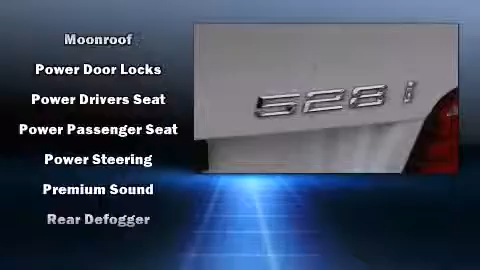 Moonroof
Power Door Locks
Power Drivers Seat
Power Passenger Seat
Power Steering
Premium Sound
Rear Defogger
528i